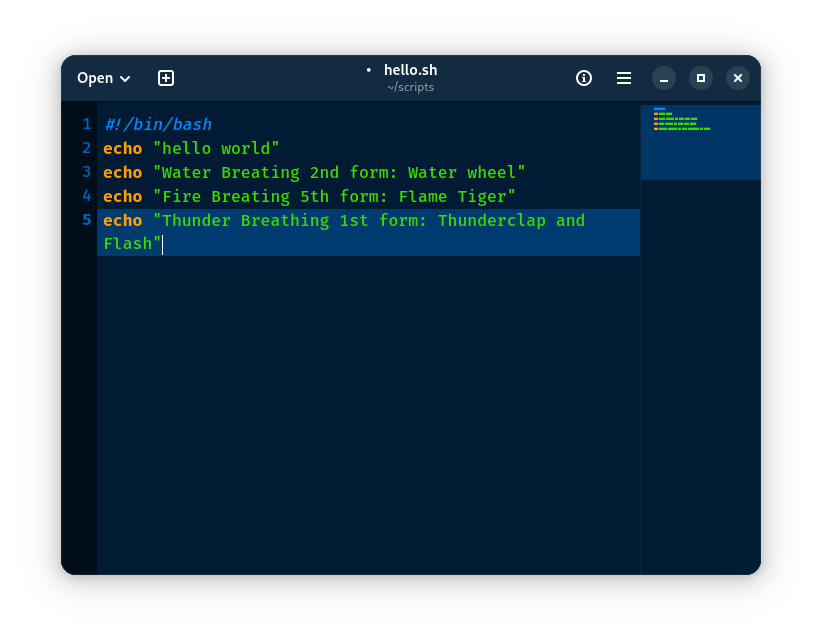 Open
• hello.sh
~/scripts
1 #!/bin/bash
2 echo "hello world"
3 echo "Water Breating 2nd form: Water wheel"
4 echo "Fire Breating 5th form: Flame Tiger"
5 echo "Thunder Breathing 1st form: Thunderclap and
Flash"